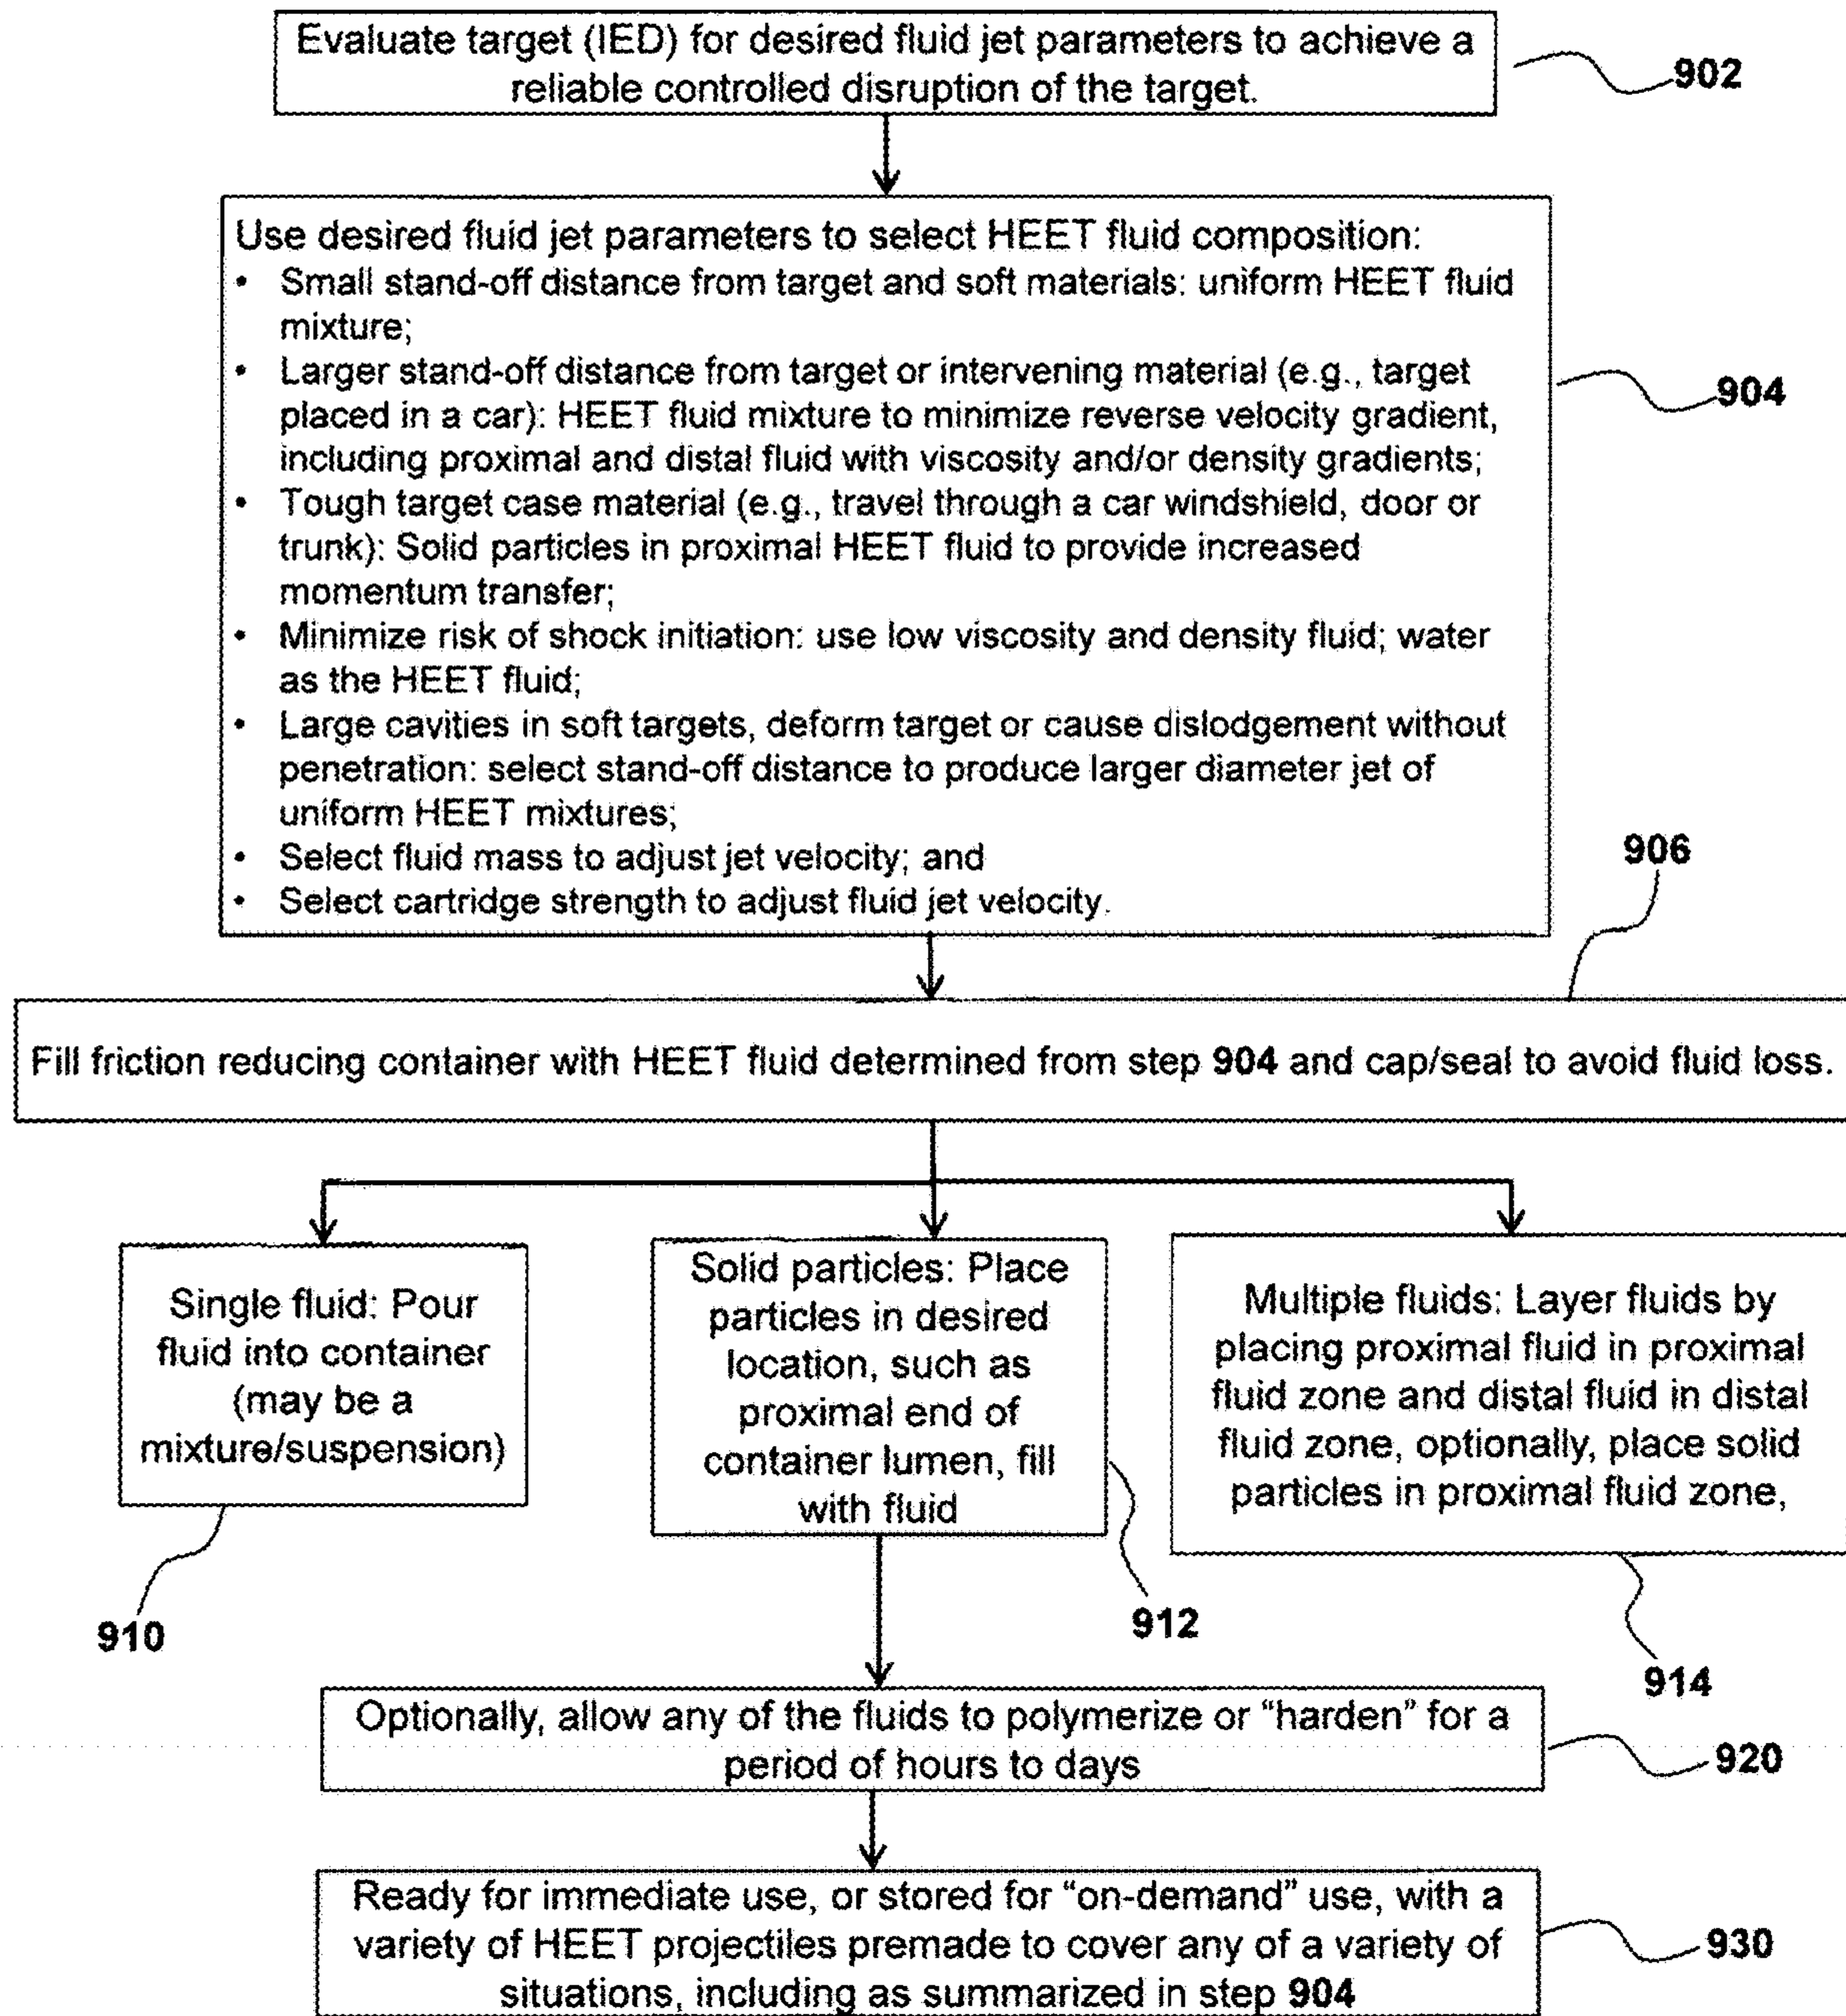 Evaluate target (IED) for desired fluid jet parameters to achieve a
reliable controlled disruption of the target.
902
Use desired fluid jet parameters to select HEET fluid composition:
• Small stand-off distance from target and soft materials: uniform HEET fluid
mixture;
• Larger stand-off distance from target or intervening material (e.g., target
placed in a car): HEET fluid mixture to minimize reverse velocity gradient,
including proximal and distal fluid with viscosity and/or density gradients;
• Tough target case material (e.g., travel through a car windshield, door or
trunk): Solid particles in proximal HEET fluid to provide increased
momentum transfer;
• Minimize risk of shock initiation: use low viscosity and density fluid; water
as the HEET fluid;
• Large cavities in soft targets, deform target or cause dislodgement without
penetration: select stand-off distance to produce larger diameter jet of
uniform HEET mixtures;
• Select fluid mass to adjust jet velocity; and
• Select cartridge strength to adjust fluid jet velocity.
904
906
Fill friction reducing container with HEET fluid determined from step 904 and cap/seal to avoid fluid loss.
Single fluid: Pour
fluid into container
(may be a
mixture/suspension)
910
Solid particles: Place
particles in desired
location, such as
proximal end of
container lumen, fill
with fluid
912
Multiple fluids: Layer fluids by
placing proximal fluid in proximal
fluid zone and distal fluid in distal
fluid zone, optionally, place solid
particles in proximal fluid zone,
914
Optionally, allow any of the fluids to polymerize or “harden” for a
period of hours to days
920
Ready for immediate use, or stored for “on-demand” use, with a
variety of HEET projectiles premade to cover any of a variety of
situations, including as summarized in step 904
930